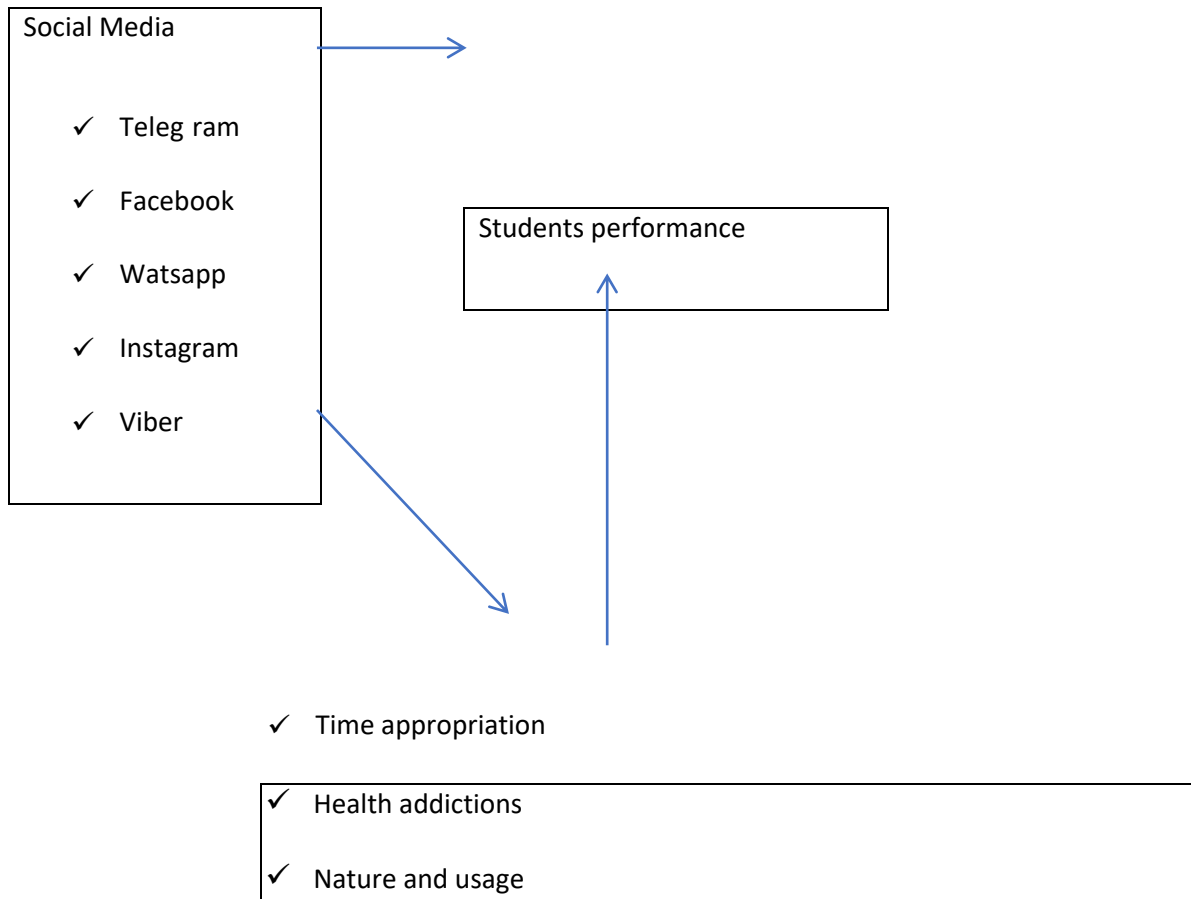 Social Media
✓ Teleg ram
✓ Facebook
✓ Watsapp
✓ Instagram
✓ Viber
Students performance
✓ Time appropriation
✓ Health addictions
✓ Nature and usage